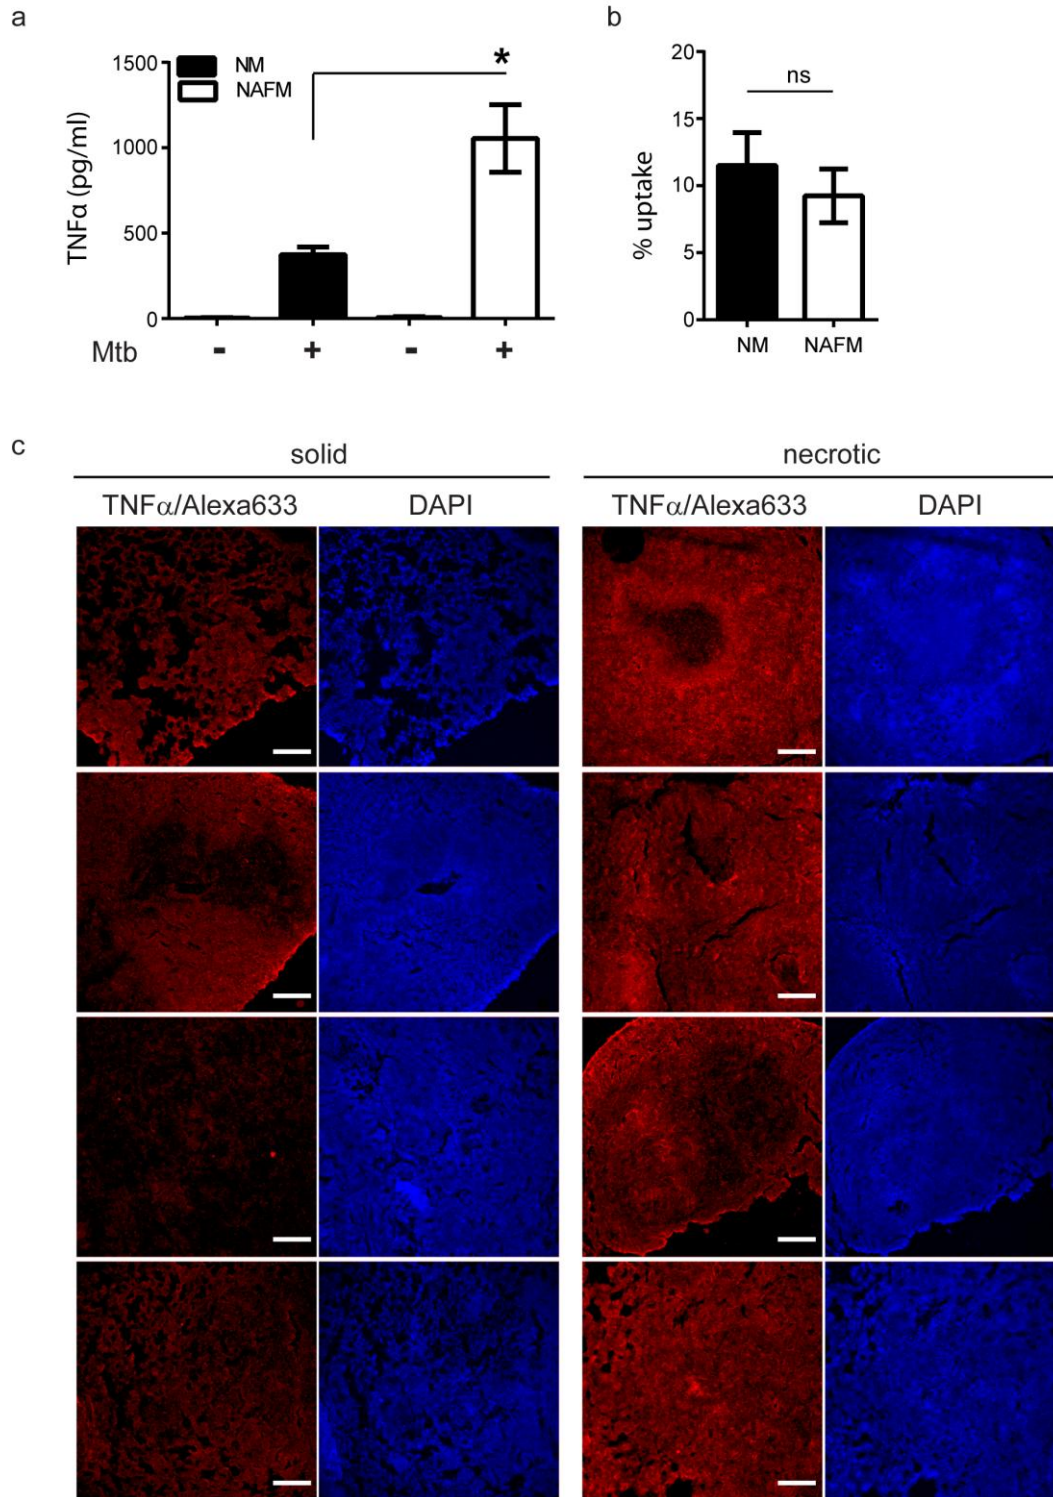 a
1500
1000
500
0
TNFα (pg/ml)
NM
NAFM
*
Mtb
- + - +
b
20
15
10
5
0
% uptake
ns
NM NAFM
c
solid necrotic
TNFα/Alexa633 DAPI TNFα/Alexa633 DAPI